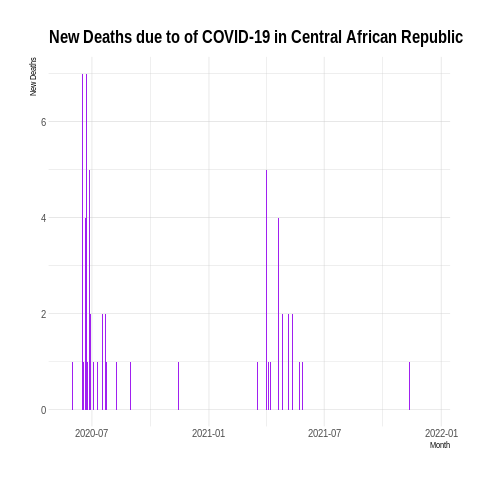 New Deaths due to of COVID-19 in Central African Republic
New Deaths
6
4
2
0
2020-07 2021-01 2021-07 2022-01
Month